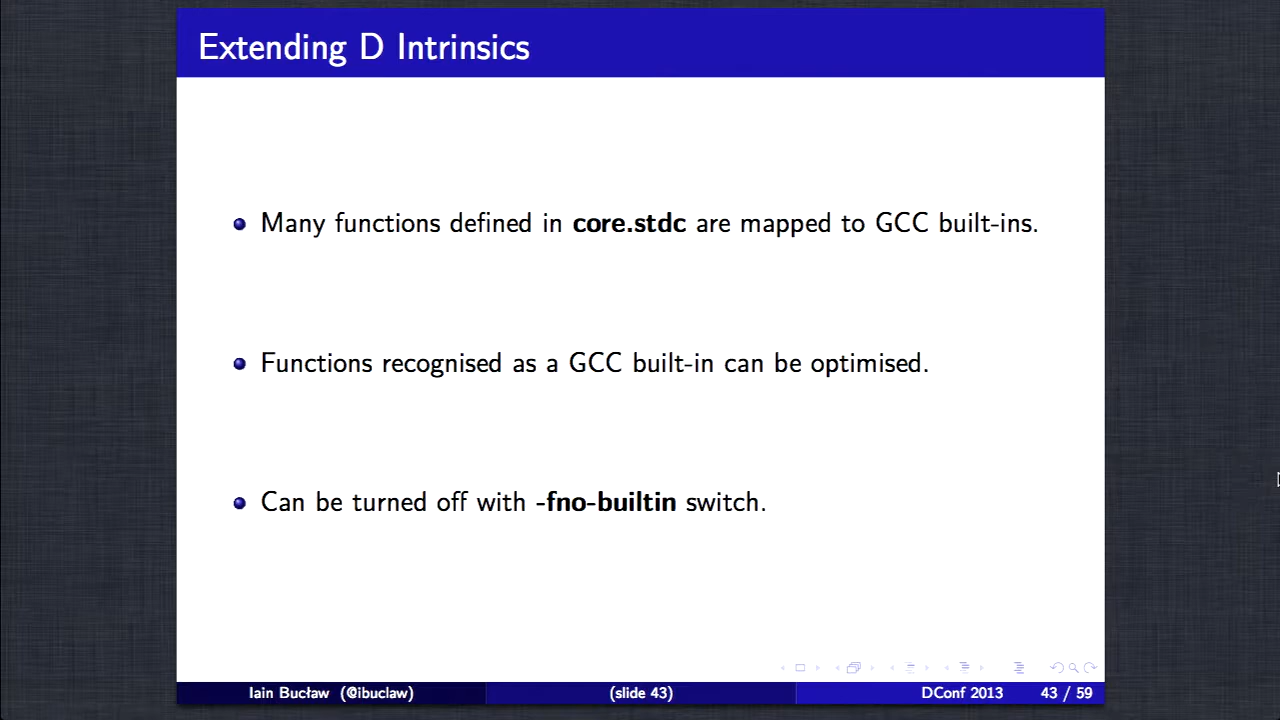 Extending D Intrinsics
Many functions defined in core.stdc are mapped to GCC built-ins.
Functions recognised as a GCC built-in can be optimised.
Can be turned off with -fno-builtin switch.
Iain Bucław (@ibuclaw)
(slide 43)
DConf 2013
43 / 59